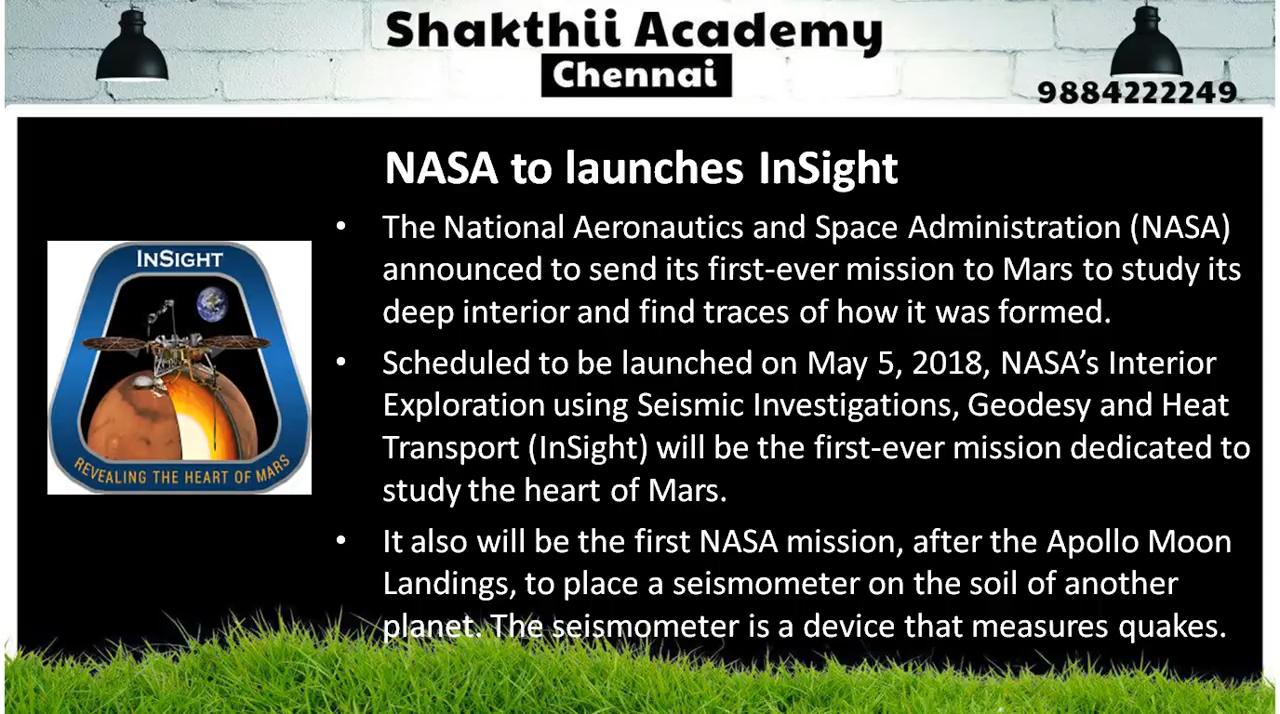 Shakthii Academy
Chennai
9884222249
NASA to launches InSight
• The National Aeronautics and Space Administration (NASA)
announced to send its first-ever mission to Mars to study its
deep interior and find traces of how it was formed.
• Scheduled to be launched on May 5, 2018, NASA’s Interior
Exploration using Seismic Investigations, Geodesy and Heat
Transport (InSight) will be the first-ever mission dedicated to
study the heart of Mars.
• It also will be the first NASA mission, after the Apollo Moon
Landings, to place a seismometer on the soil of another
planet. The seismometer is a device that measures quakes.
INSIGHT
REVEALING THE HEART OF MARS